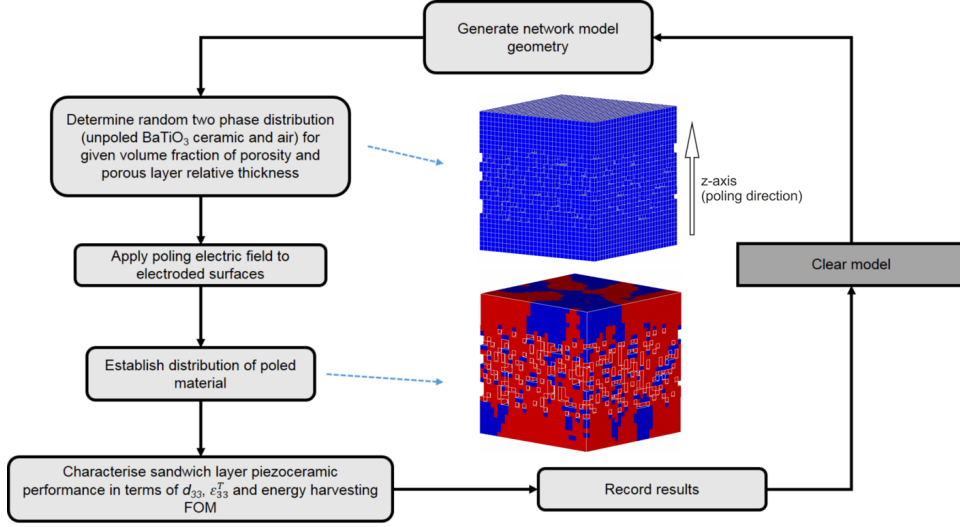 Generate network model
geometry
Determine random two phase distribution
(unpoled BaTiO₃ ceramic and air) for
given volume fraction of porosity and
porous layer relative thickness
z-axis
(poling direction)
Apply poling electric field to
electroded surfaces
Clear model
Establish distribution of poled
material
Characterise sandwich layer piezoceramic
performance in terms of d₃₃, ε₃₃ᵀ and energy harvesting
FOM
Record results